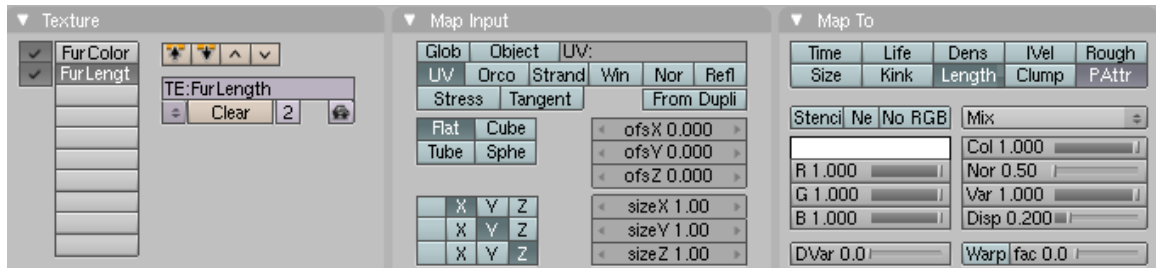 Texture
FurColor
FurLengt
TE:FurLength
Clear 2
Map Input
Glob Object UV:
UV Orco Strand Win Nor Refl
Stress Tangent From Dupli
Flat Cube
Tube Sphe
ofsX 0.000
ofsY 0.000
ofsZ 0.000
X Y Z
X Y Z
X Y Z
sizeX 1.00
sizeY 1.00
sizeZ 1.00
Map To
Time Life Dens IVel Rough
Size Kink Length Clump PAttr
Stenci Ne No RGB
R 1.000
G 1.000
B 1.000
DVar 0.0
Mix
Col 1.000
Nor 0.50
Var 1.000
Disp 0.200
Warp fac 0.0